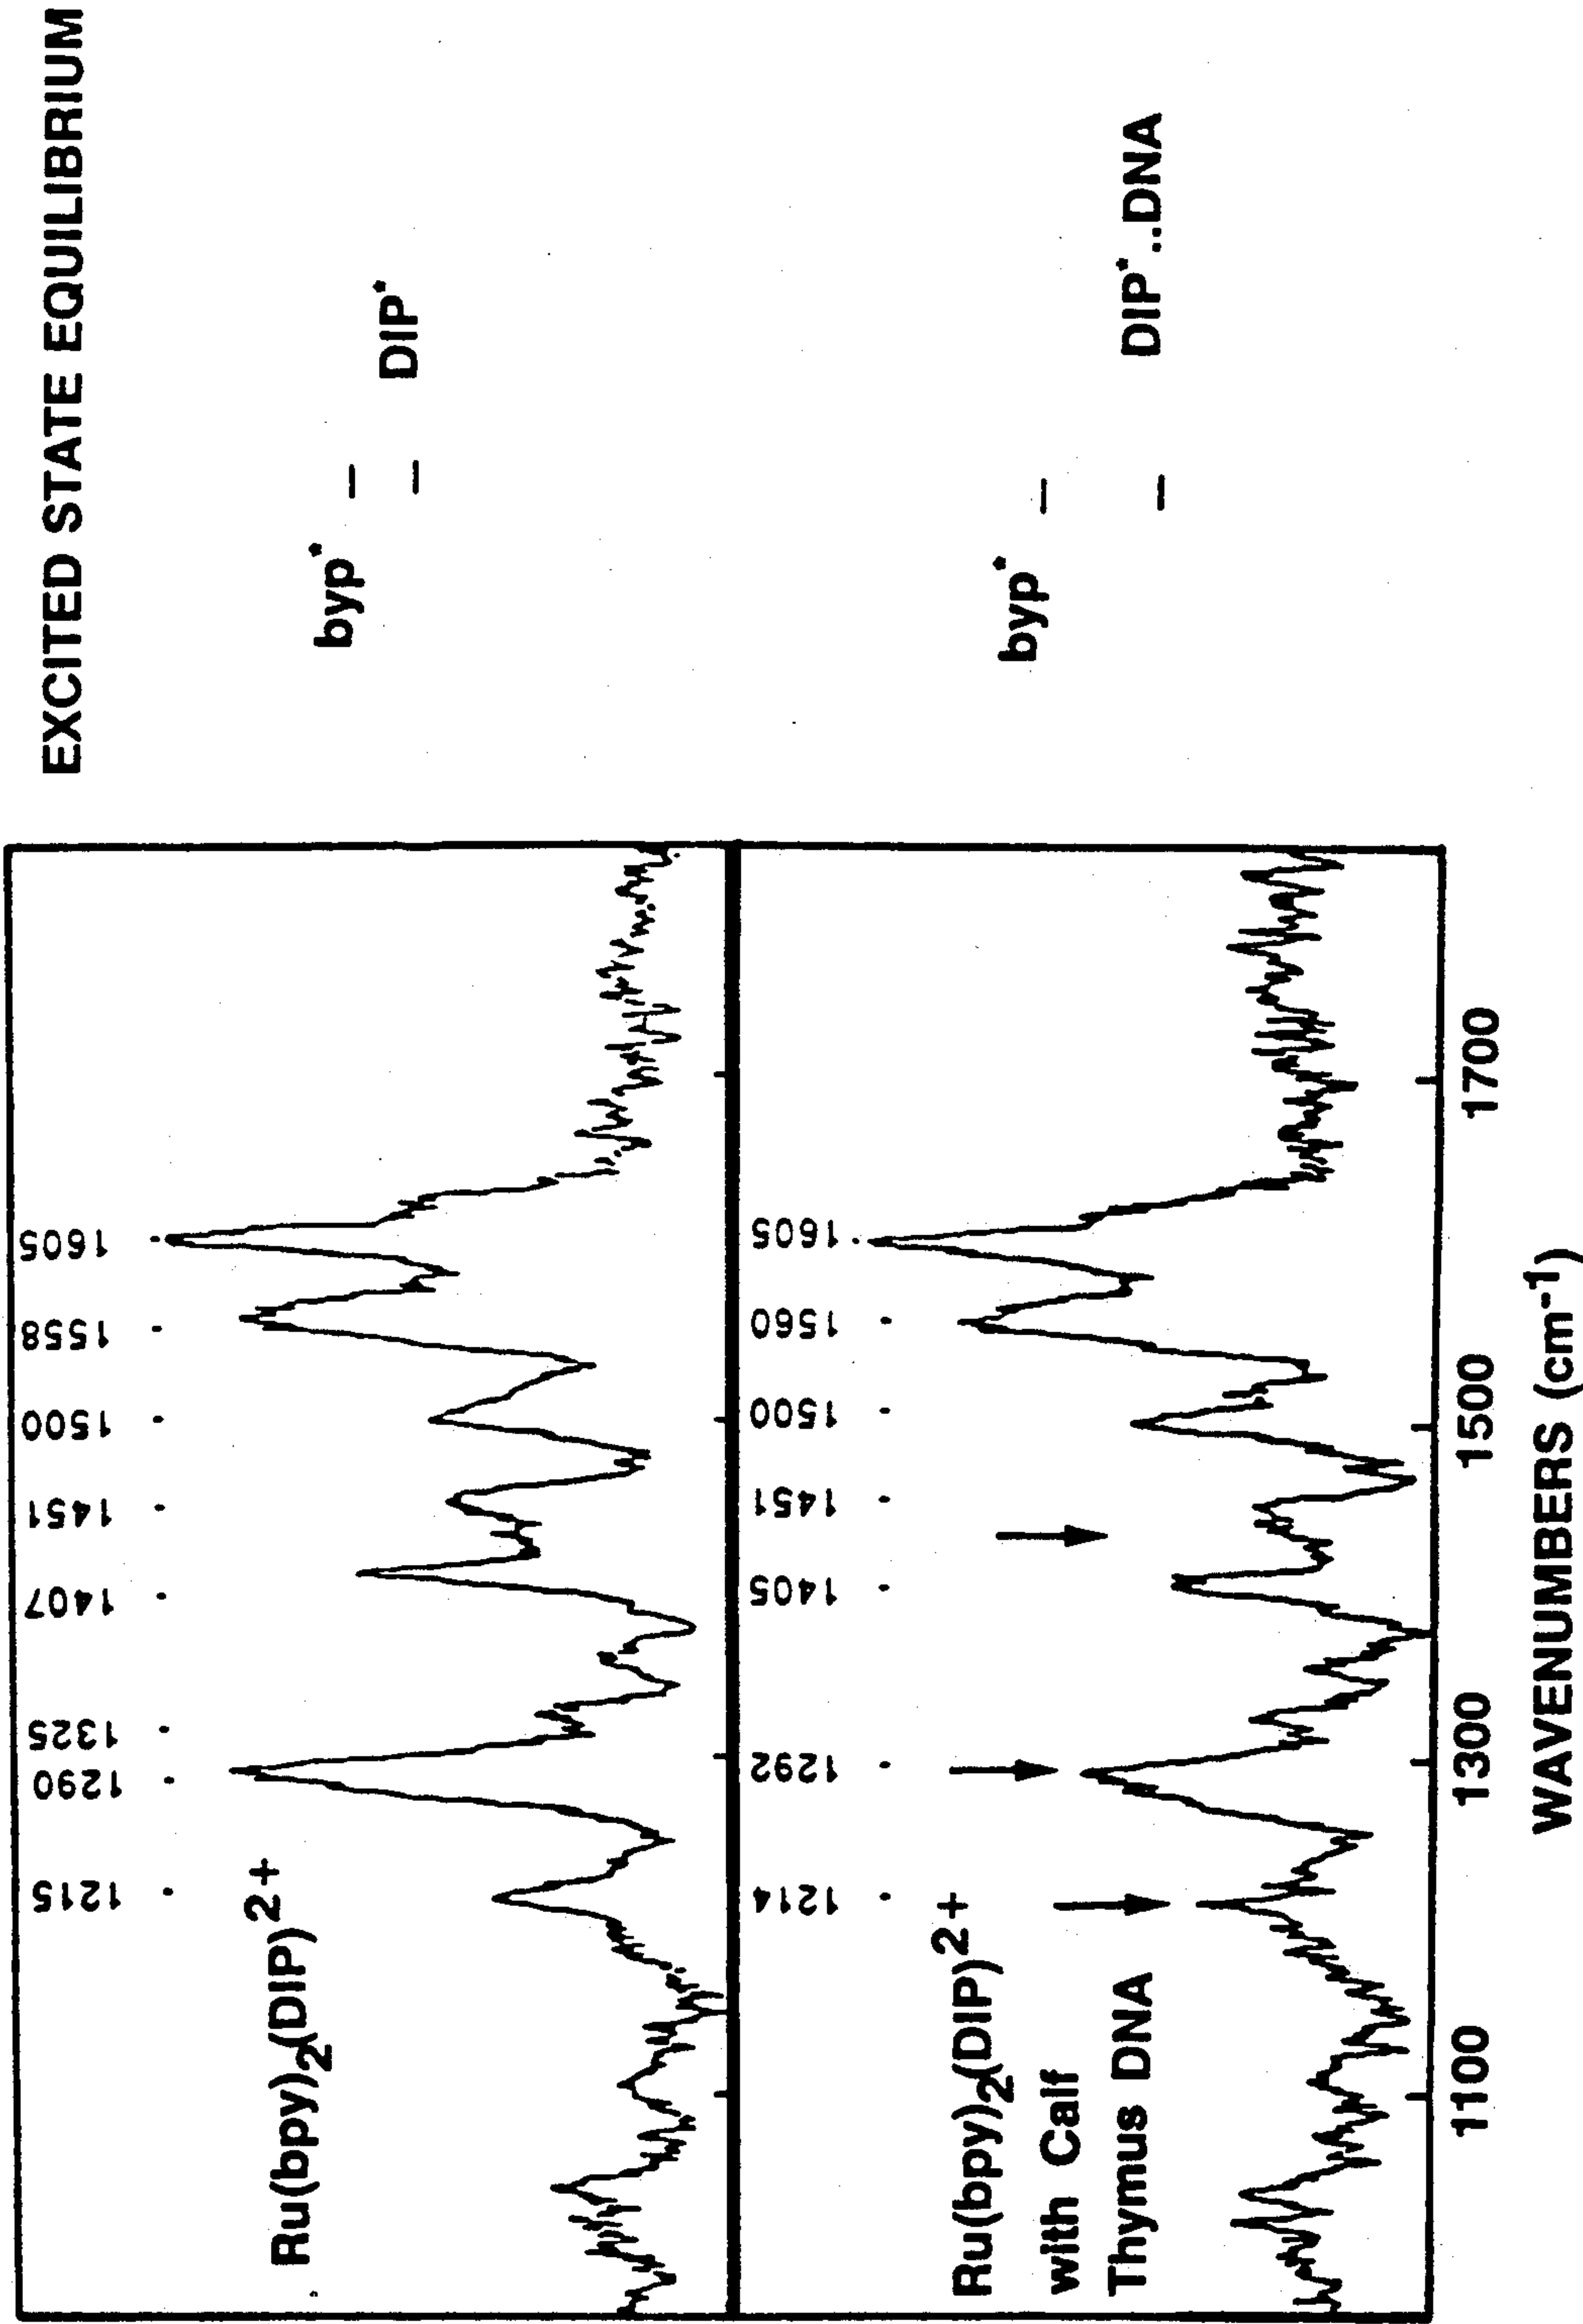 EXCITED STATE EQUILIBRIUM
1215 1290 1325 1407 1451 1500 1558 1605
Ru(bpy)2(DIP)2+
byp*
DIP*
1214 1292 1405 1451 1500 1560 1605
Ru(bpy)2(DIP)2+
with Calf
Thymus DNA
byp*
DIP*..DNA
1100 1300 1500 1700
WAVENUMBERS (cm-1)